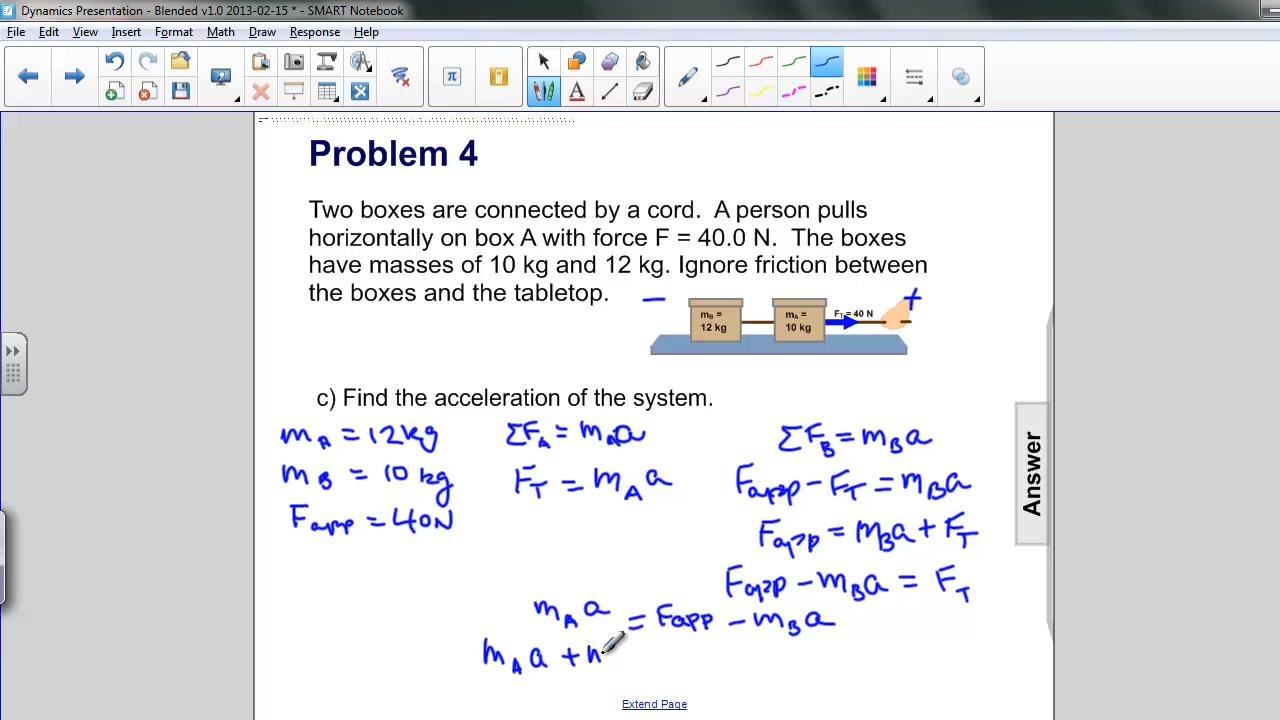 Dynamics Presentation - Blended v1.0 2013-02-15 * - SMART Notebook
File Edit View Insert Format Math Draw Response Help
π
A
Problem 4
Two boxes are connected by a cord. A person pulls
horizontally on box A with force F = 40.0 N. The boxes
have masses of 10 kg and 12 kg. Ignore friction between
the boxes and the tabletop.
− +
mB =
12 kg
mA =
10 kg
FT = 40 N
c) Find the acceleration of the system.
mA = 12kg
mB = 10 kg
Fapp = 40N
ΣFA = mAa
FT = mAa
ΣFB = mBa
Fapp − FT = mBa
Fapp = mBa + FT
Fapp − mBa = FT
mAa = Fapp − mBa
mAa +
Answer
Extend Page